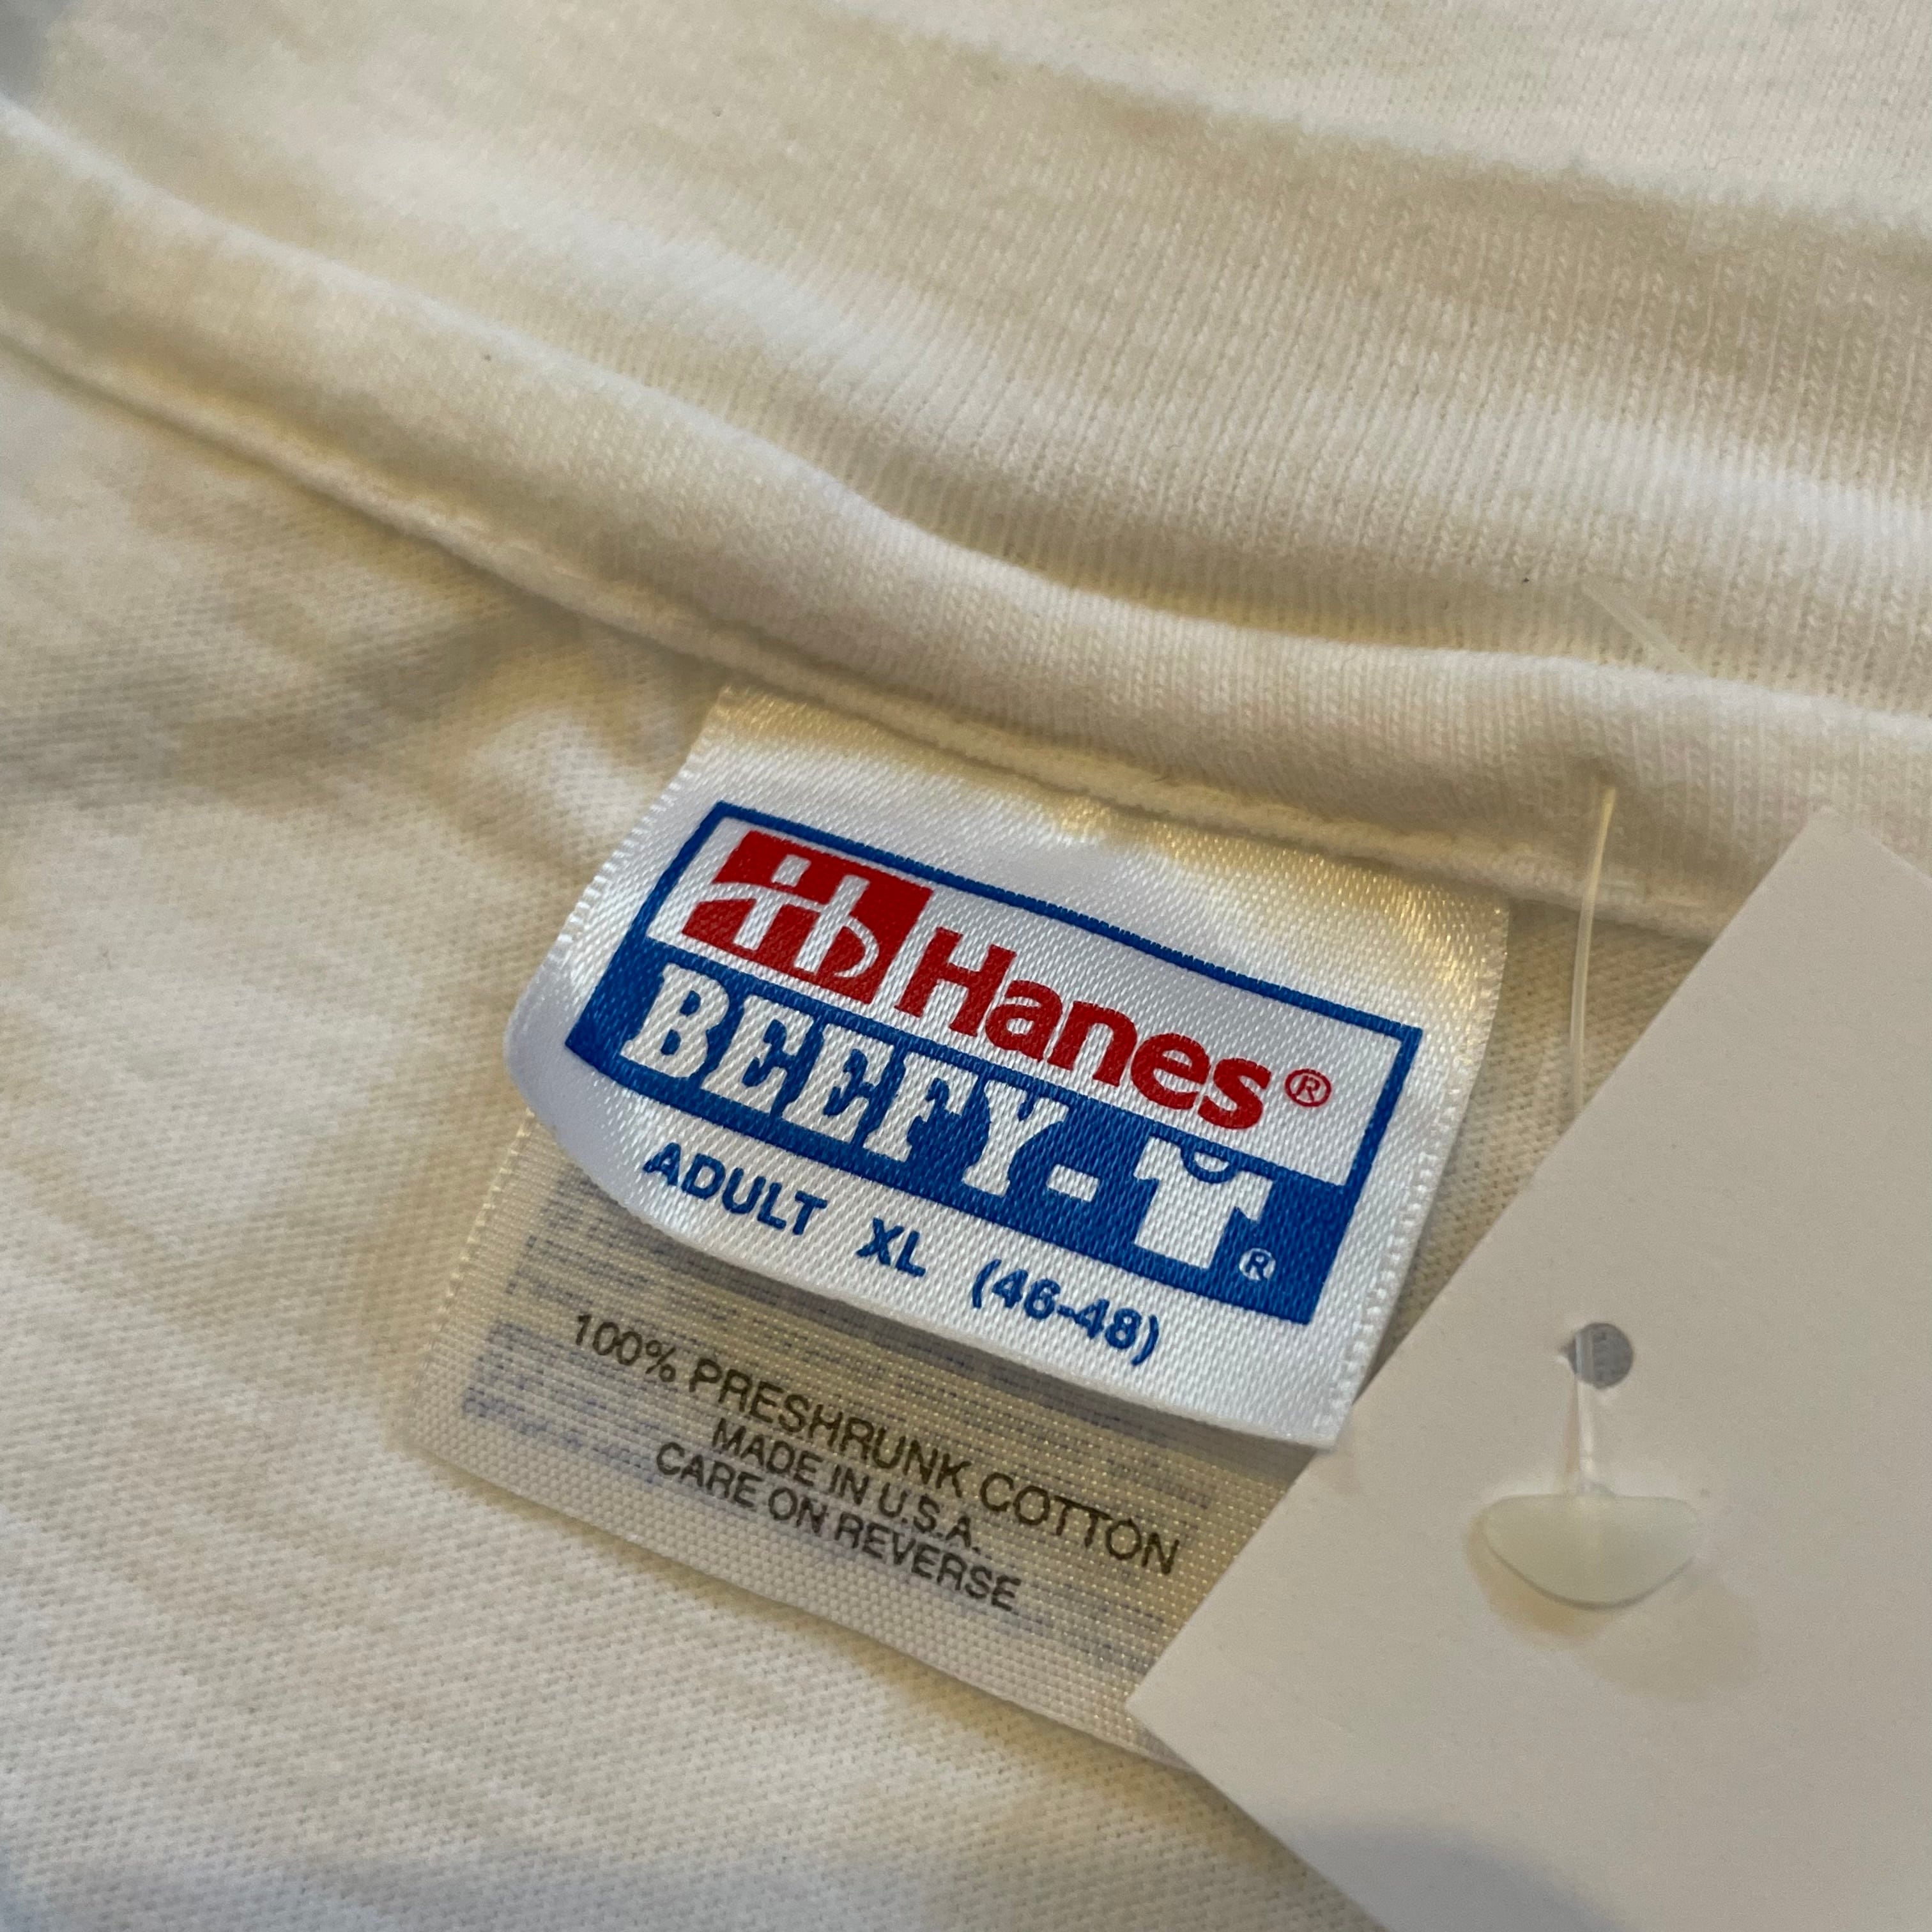 Hanes®
BEEFY-T®
ADULT XL (46-48)
100% PRESHRUNK COTTON
MADE IN U.S.A.
CARE ON REVERSE